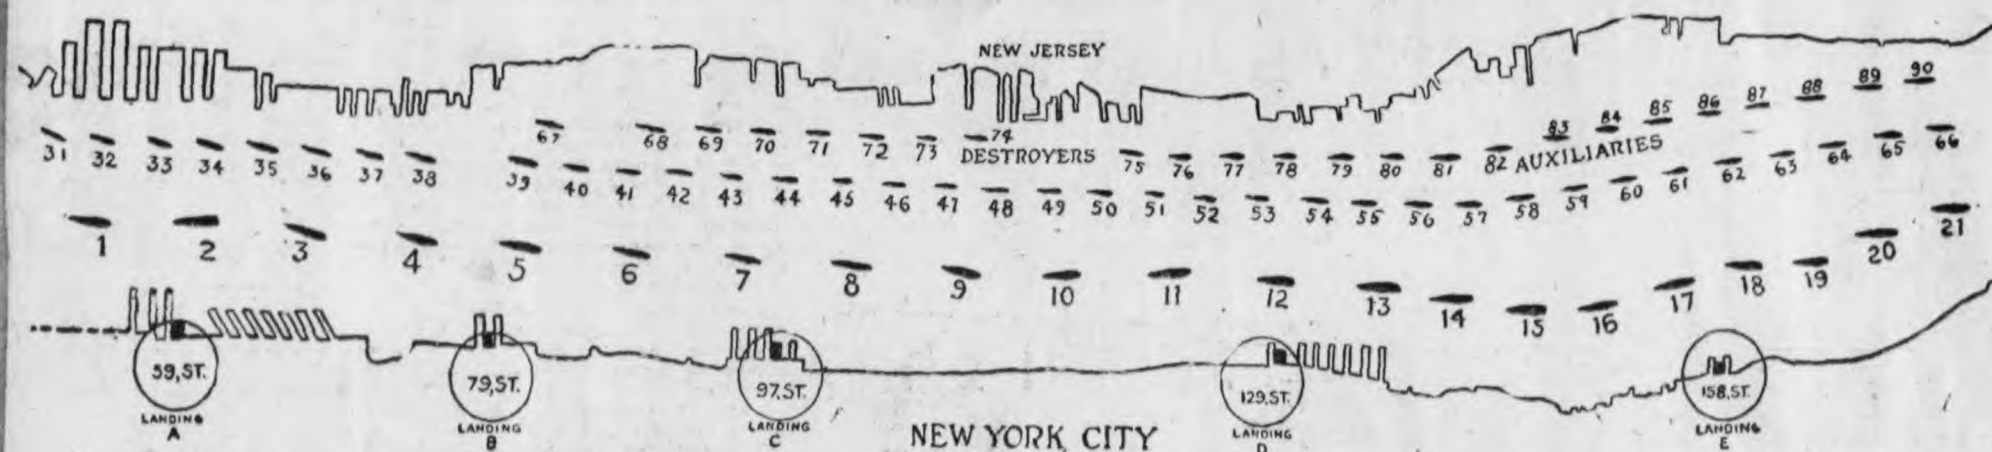 NEW JERSEY
67 68 69 70 71 72 73 74
DESTROYERS
75 76 77 78 79 80 81 82 83 84 85 86 87 88 89 90
AUXILIARIES
31 32 33 34 35 36 37 38
39 40 41 42 43 44 45 46 47 48 49 50 51 52 53 54 55 56 57 58 59 60 61 62 63 64 65 66
1 2 3 4 5 6 7 8 9 10 11 12 13 14 15 16 17 18 19 20 21
59, ST.
LANDING
A
79, ST.
LANDING
B
97, ST.
LANDING
C
129, ST.
LANDING
D
158, ST.
LANDING
E
NEW YORK CITY